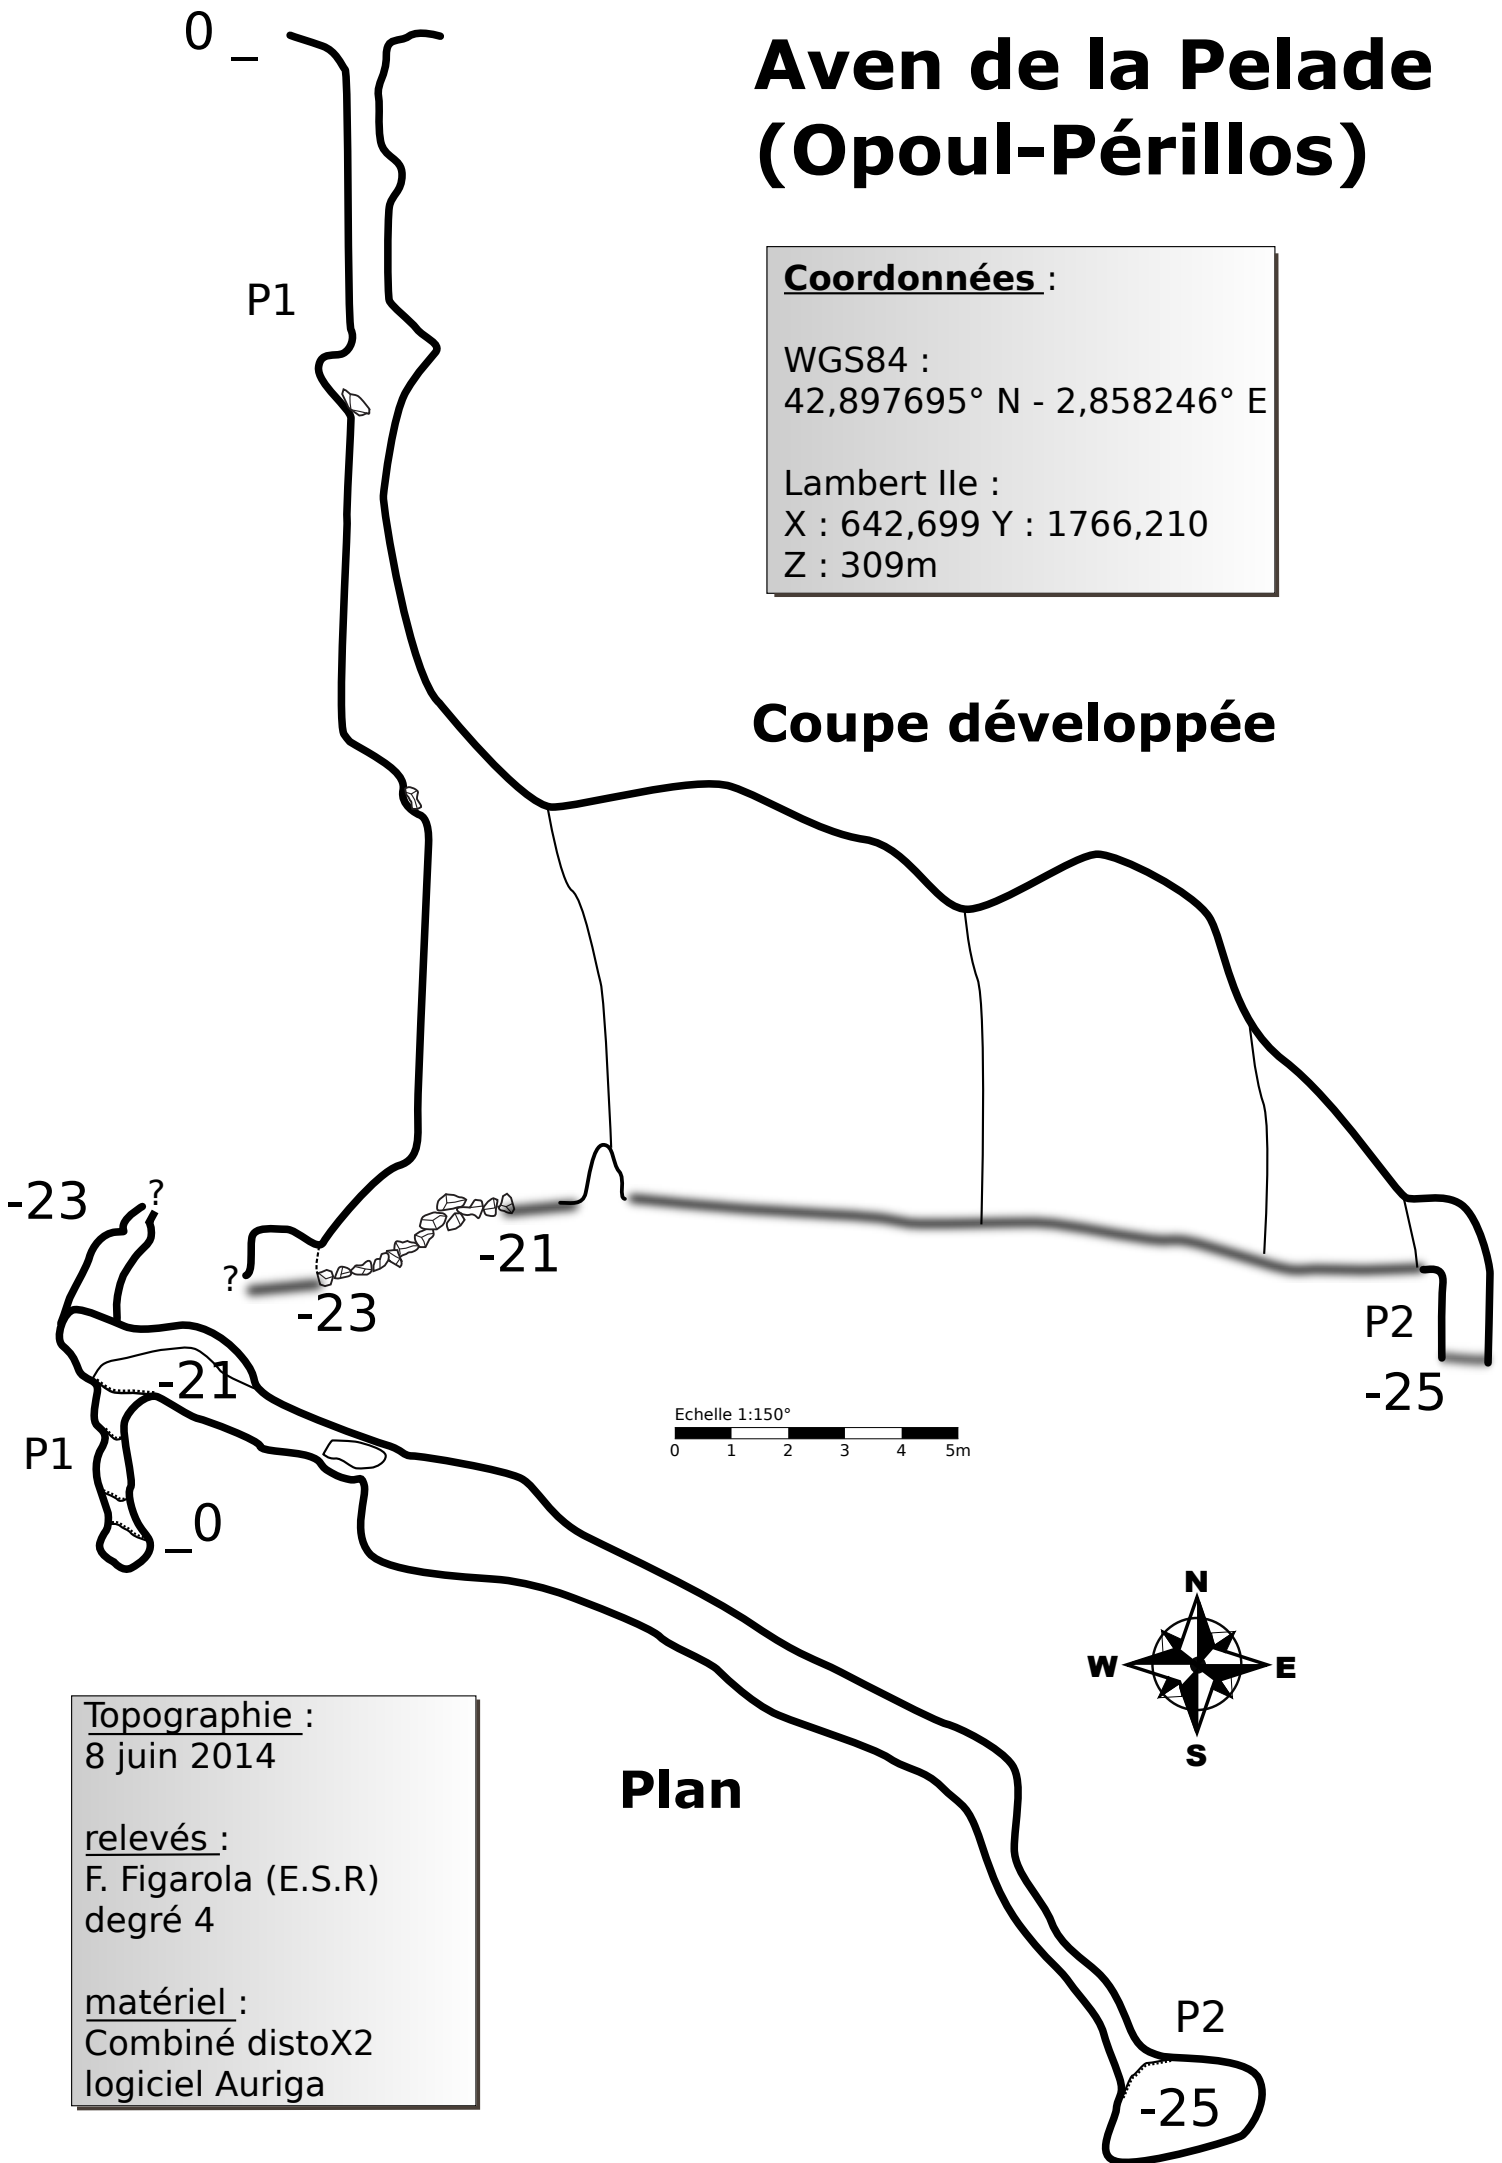 0 _
Aven de la Pelade
(Opoul-Périllos)
P1
Coordonnées :
WGS84 :
42,897695° N - 2,858246° E
Lambert IIe :
X : 642,699 Y : 1766,210
Z : 309m
Coupe développée
-23
?
?
-21
-23
P2
-25
-21
P1
_0
Echelle 1:150°
0 1 2 3 4 5m
N
W E
S
Topographie :
8 juin 2014
relevés :
F. Figarola (E.S.R)
degré 4
matériel :
Combiné distoX2
logiciel Auriga
Plan
P2
-25